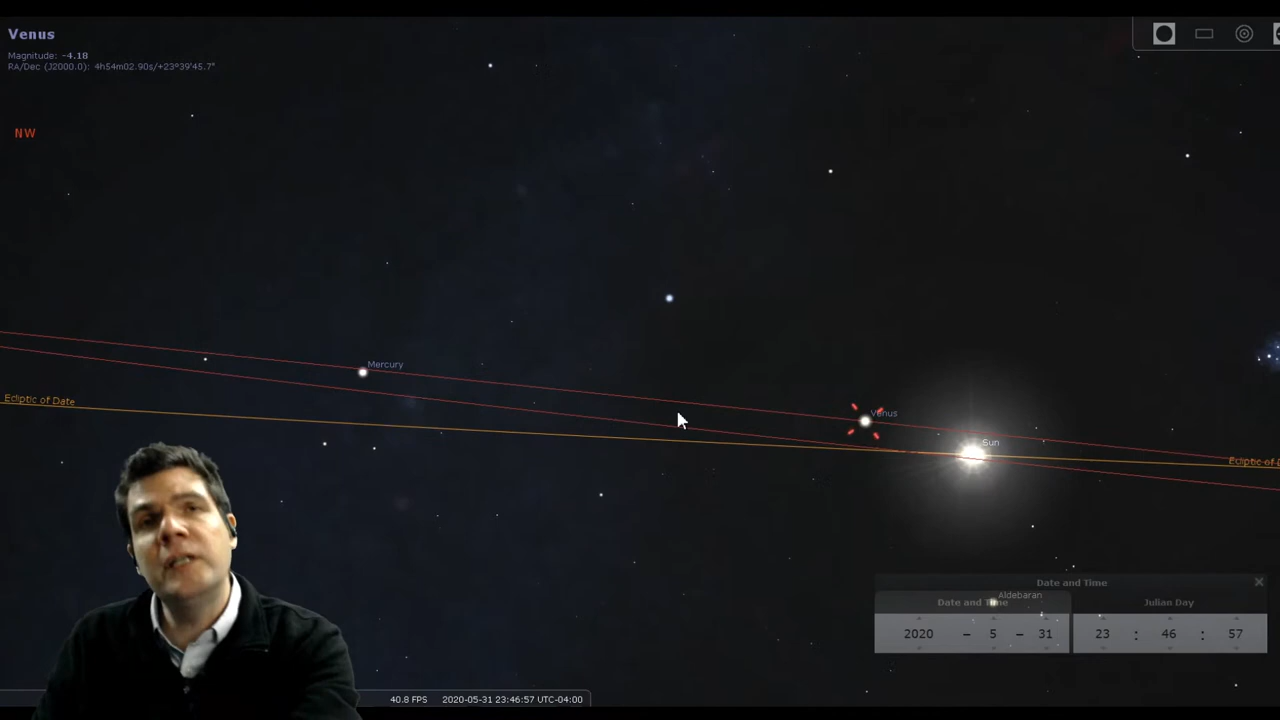 Venus
Magnitude: -4.18
RA/Dec (J2000.0): 4h54m02.90s/+23°39'45.7"
NW
Mercury
Ecliptic of Date
Venus
Sun
Ecliptic of D
Date and Time
Aldebaran
Date and Time
Julian Day
2020 - 5 - 31
23 : 46 : 57
40.8 FPS
2020-05-31 23:46:57 UTC-04:00